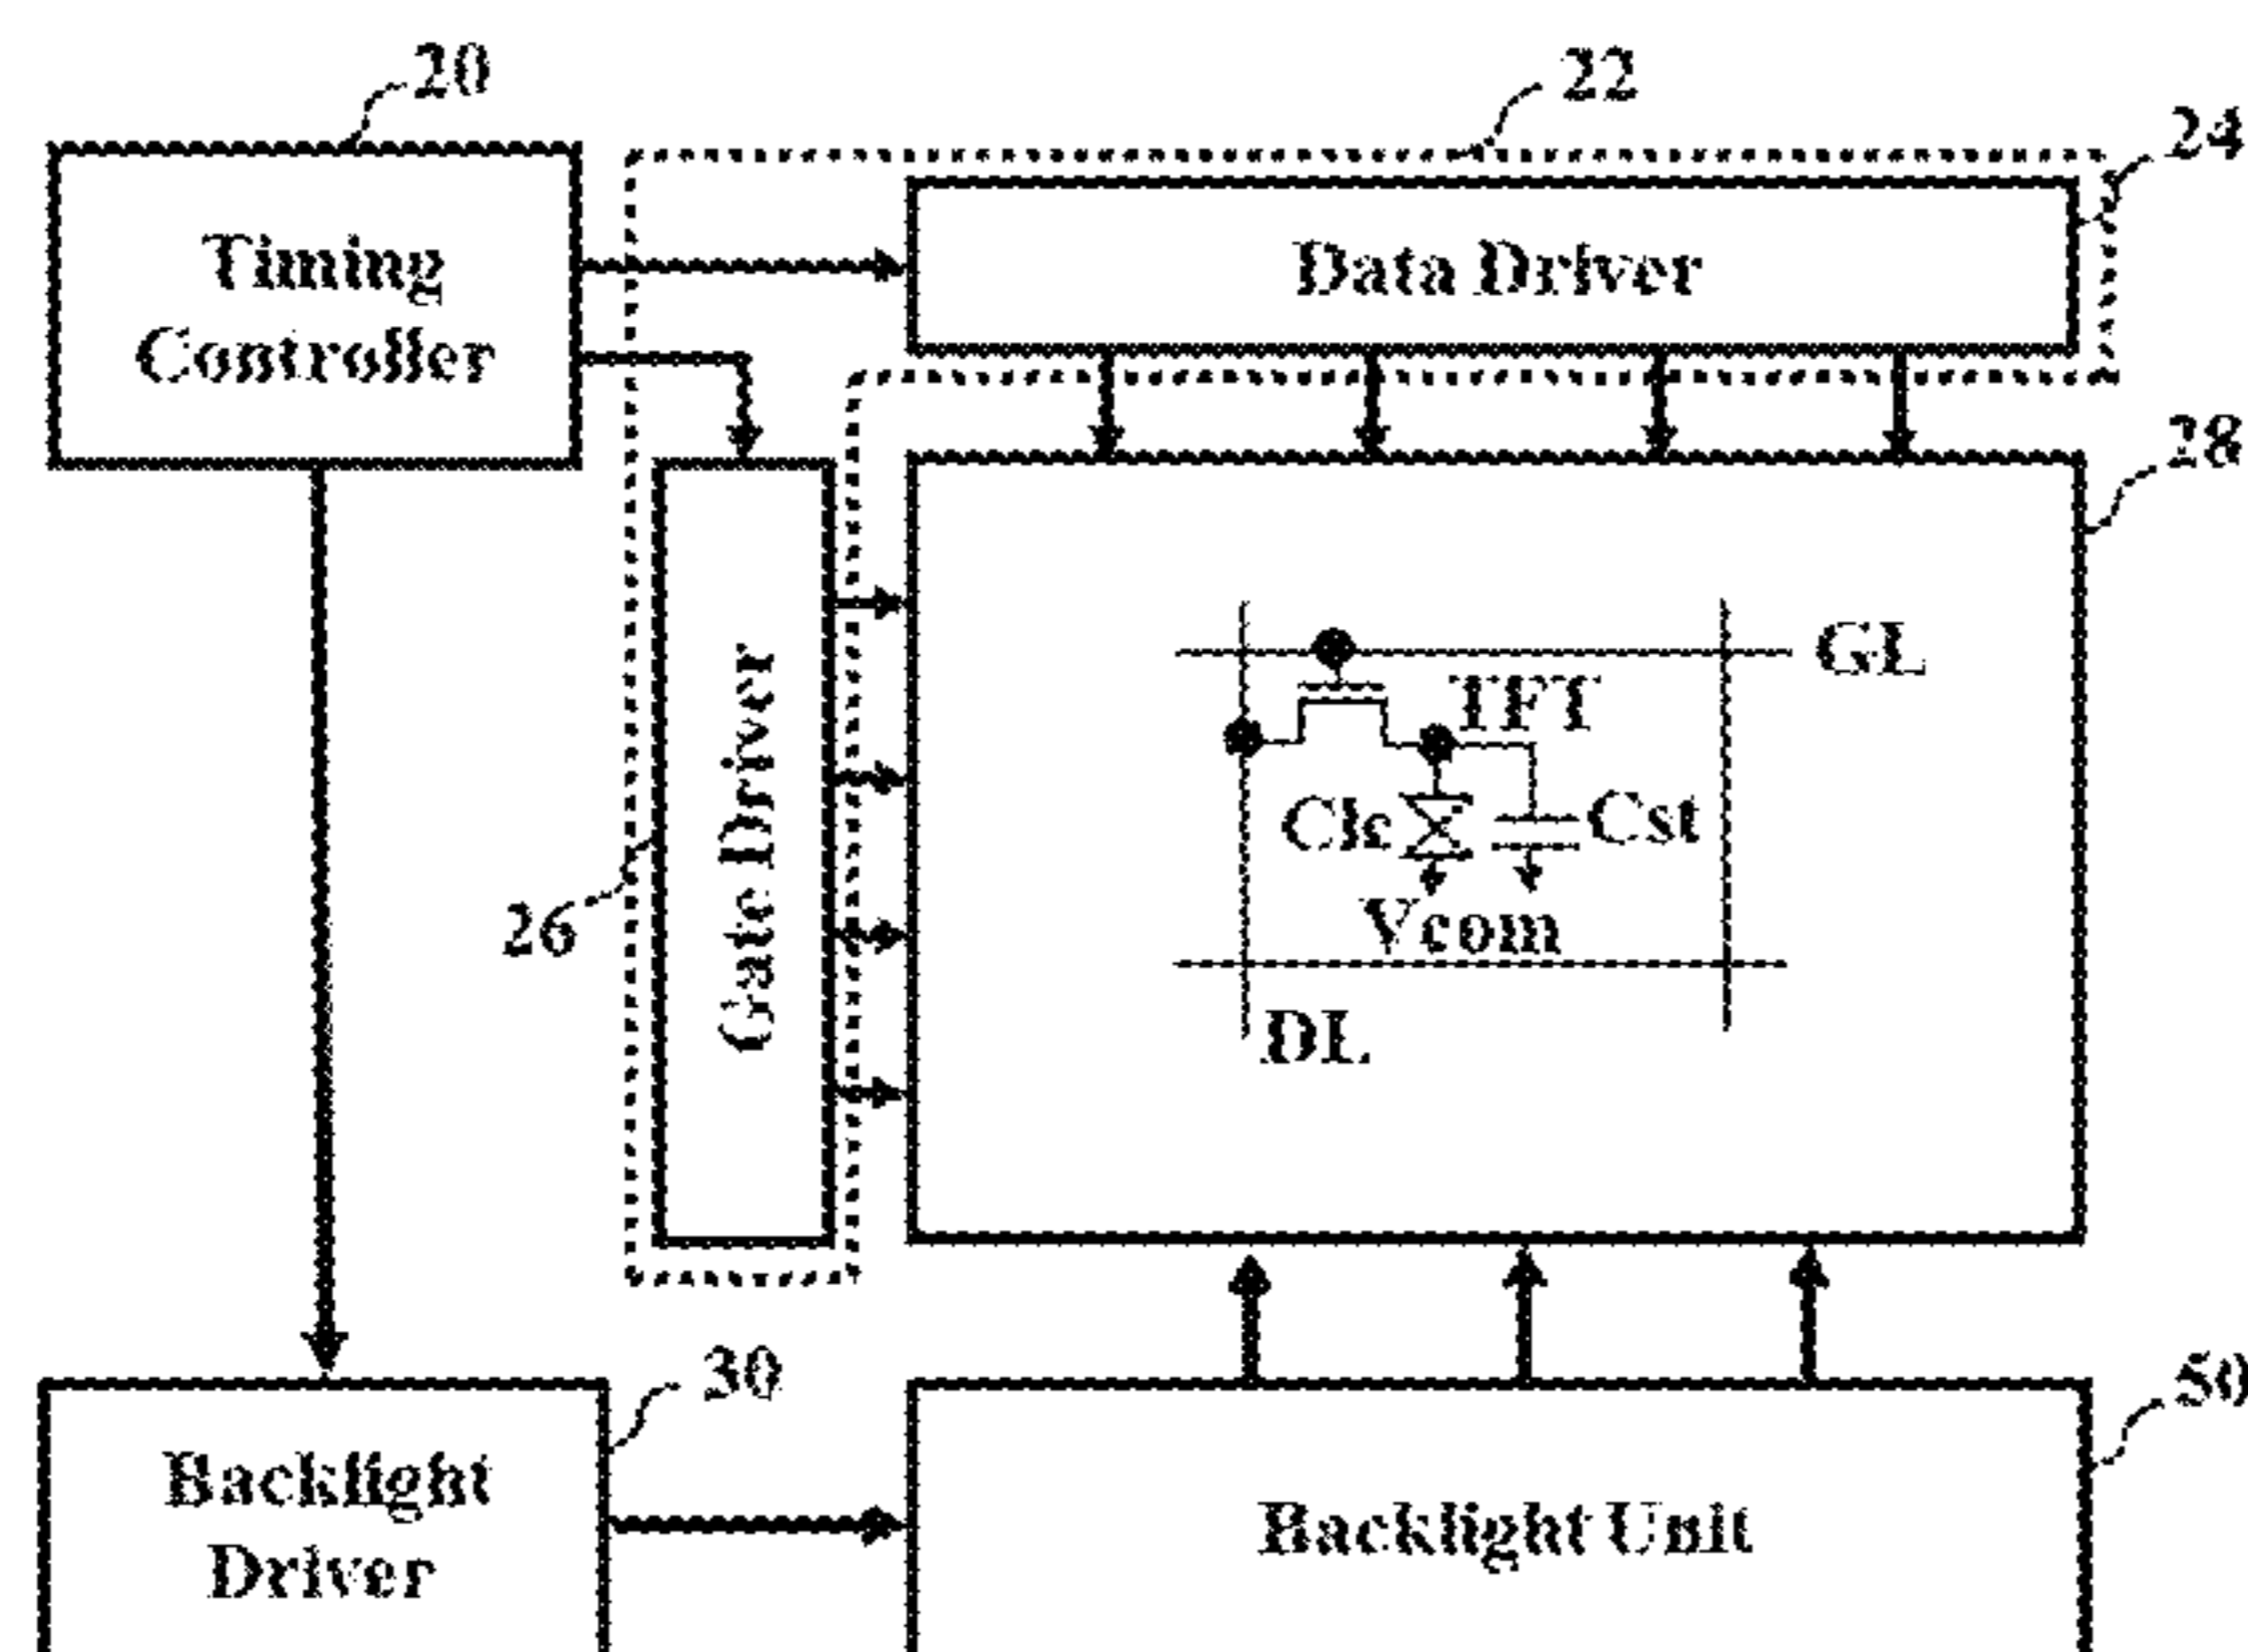 20
22
24
Timing
Controller
Data Driver
28
GL
TFT
Clc
Cst
Vcom
DL
Gate Driver
26
30
50
Backlight
Driver
Backlight Unit